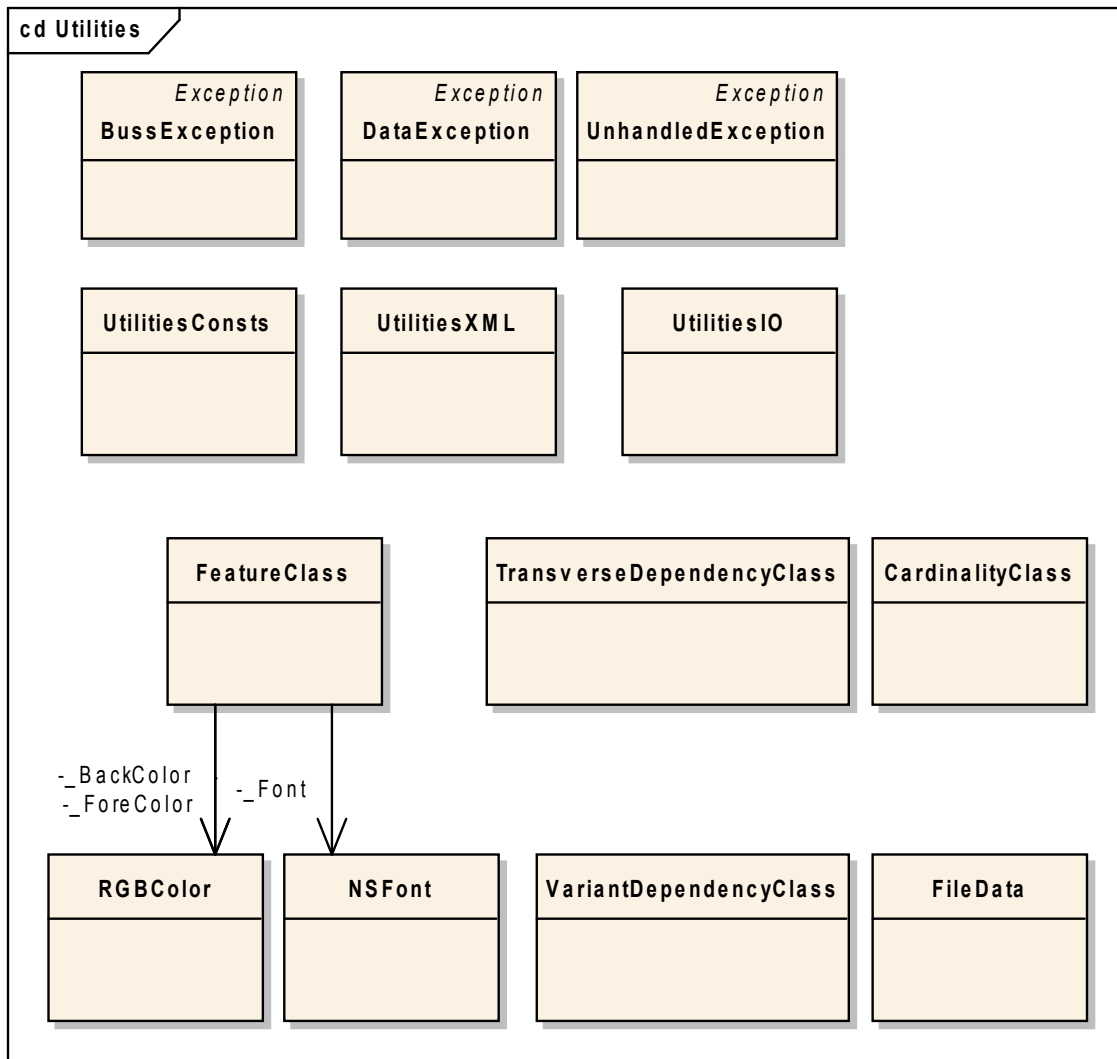 cd Utilities
Exception
BussException
Exception
DataException
Exception
UnhandledException
UtilitiesConsts
UtilitiesXML
UtilitiesIO
FeatureClass
TransverseDependencyClass
CardinalityClass
-_BackColor
-_ForeColor
-_Font
RGBColor
NSFont
VariantDependencyClass
FileData